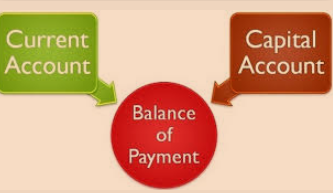 Current
Account
Capital
Account
Balance
of
Payment